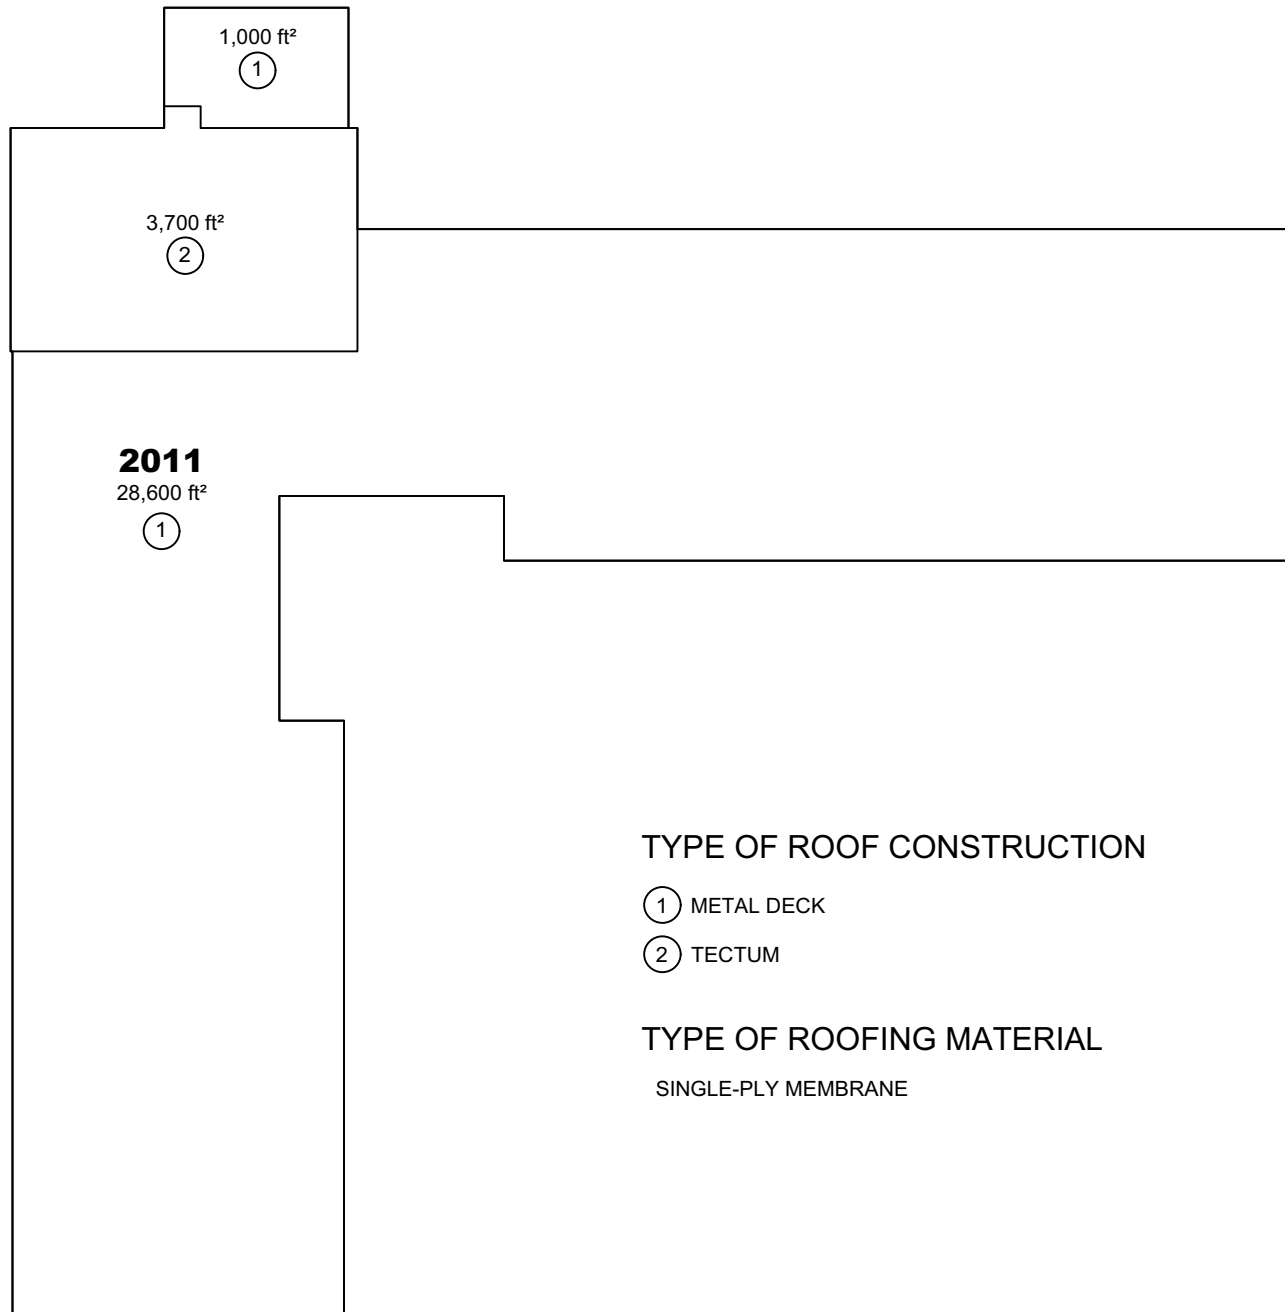 1,000 ft²
1
3,700 ft²
2
2011
28,600 ft²
1
TYPE OF ROOF CONSTRUCTION
1 METAL DECK
2 TECTUM
TYPE OF ROOFING MATERIAL
SINGLE-PLY MEMBRANE